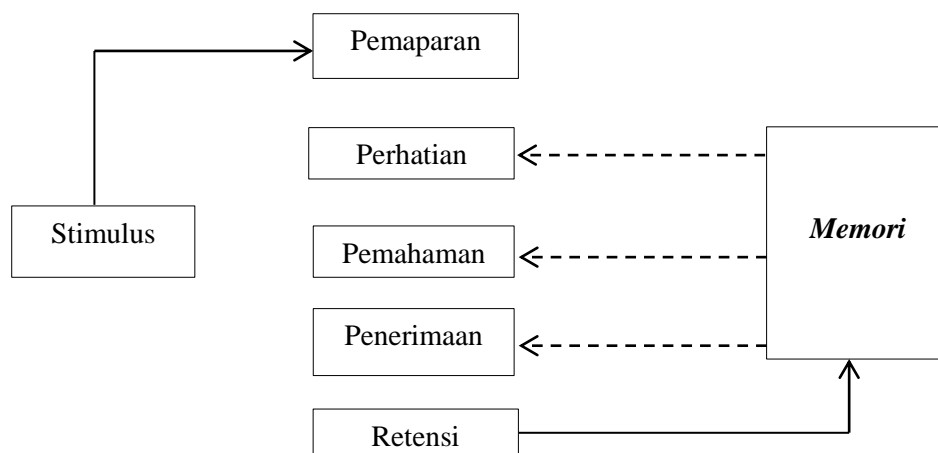 Pemaparan
Perhatian
Stimulus
Memori
Pemahaman
Penerimaan
Retensi